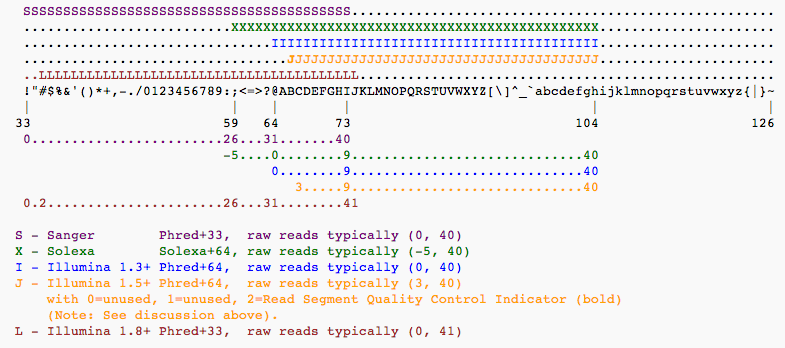 SSSSSSSSSSSSSSSSSSSSSSSSSSSSSSSSSSSSSSSSS.....................................................
..........................XXXXXXXXXXXXXXXXXXXXXXXXXXXXXXXXXXXXXXXXXXXXXX......................
...............................IIIIIIIIIIIIIIIIIIIIIIIIIIIIIIIIIIIIIIIII......................
.................................JJJJJJJJJJJJJJJJJJJJJJJJJJJJJJJJJJJJJJJ......................
..LLLLLLLLLLLLLLLLLLLLLLLLLLLLLLLLLLLLLLLL....................................................
!"#$%&'()*+,-./0123456789:;<=>?@ABCDEFGHIJKLMNOPQRSTUVWXYZ[\]^_`abcdefghijklmnopqrstuvwxyz{|}~
| | | | | |
33 59 64 73 104 126
0........................26...31.......40
-5....0........9.............................40
0........9.............................40
3.....9.............................40
0.2......................26...31........41
S - Sanger Phred+33, raw reads typically (0, 40)
X - Solexa Solexa+64, raw reads typically (-5, 40)
I - Illumina 1.3+ Phred+64, raw reads typically (0, 40)
J - Illumina 1.5+ Phred+64, raw reads typically (3, 40)
with 0=unused, 1=unused, 2=Read Segment Quality Control Indicator (bold)
(Note: See discussion above).
L - Illumina 1.8+ Phred+33, raw reads typically (0, 41)